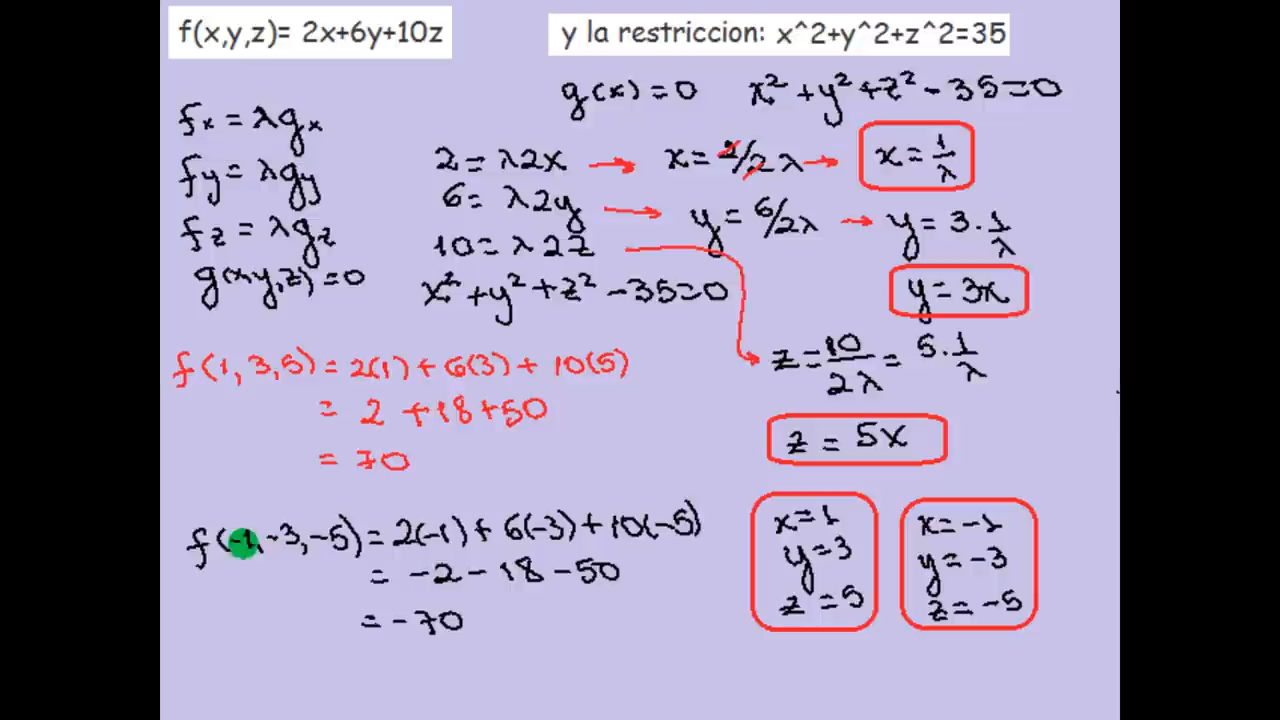 f(x,y,z)= 2x+6y+10z
y la restriccion: x^2+y^2+z^2=35
g(x)=0 x²+y²+z²-35=0
fx=λgx
fy=λgy
fz=λgz
g(x,y,z)=0
2=λ2x → x=2/2λ → x=1/λ
6=λ2y → y=6/2λ → y=3·1/λ
y=3x
10=λ2z
x²+y²+z²-35=0
z=10/2λ=5·1/λ
z=5x
f(1,3,5)=2(1)+6(3)+10(5)
=2+18+50
=70
f(-1,-3,-5)=2(-1)+6(-3)+10(-5)
=-2-18-50
=-70
x=1
y=3
z=5
x=-1
y=-3
z=-5